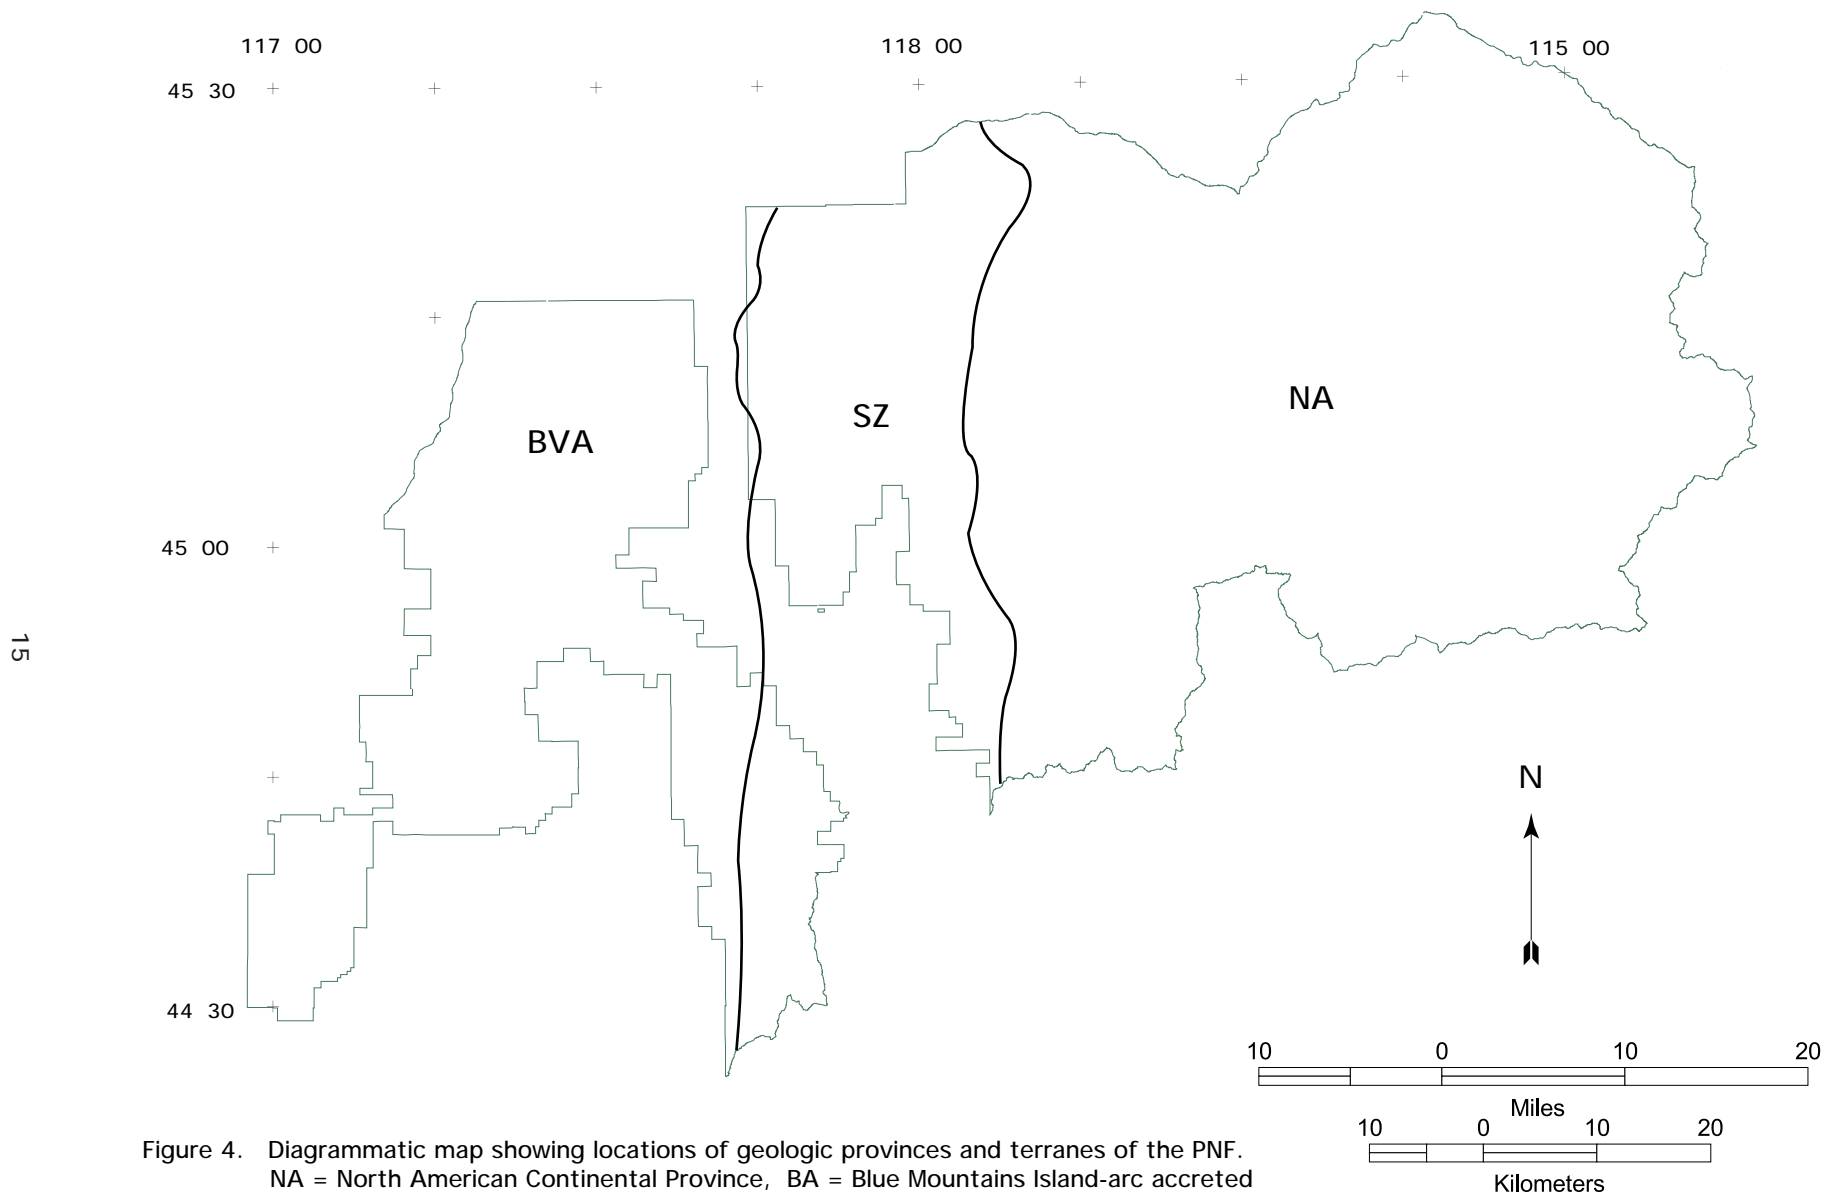 117 00
118 00
115 00
45 30
NA
SZ
BVA
45 00
15
N
44 30
10 0 10 20
Miles
10 0 10 20
Kilometers
Figure 4. Diagrammatic map showing locations of geologic provinces and terranes of the PNF.
NA = North American Continental Province, BA = Blue Mountains Island-arc accreted